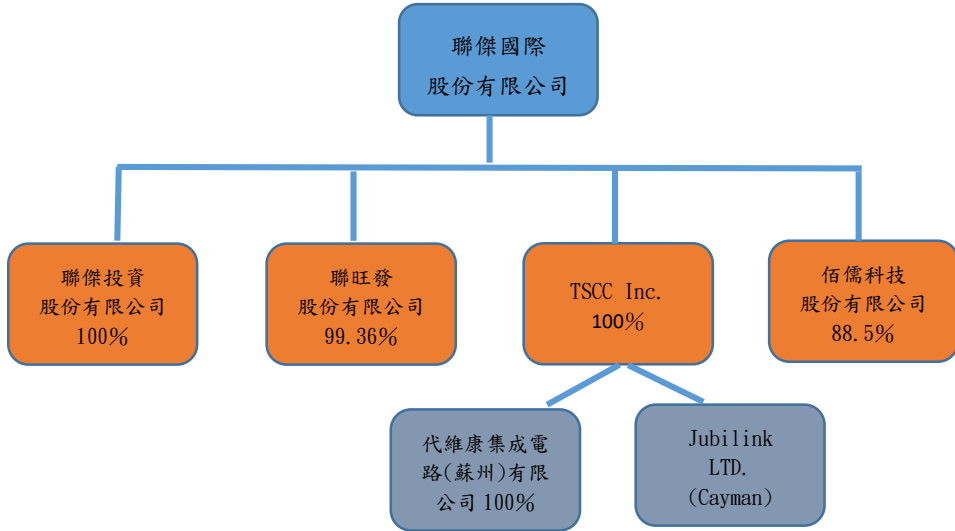 聯傑國際
股份有限公司
聯傑投資
股份有限公司
100%
聯旺發
股份有限公司
99.36%
TSCC Inc.
100%
佰儒科技
股份有限公司
88.5%
代維康集成電
路(蘇州)有限
公司 100%
Jubilink
LTD.
(Cayman)